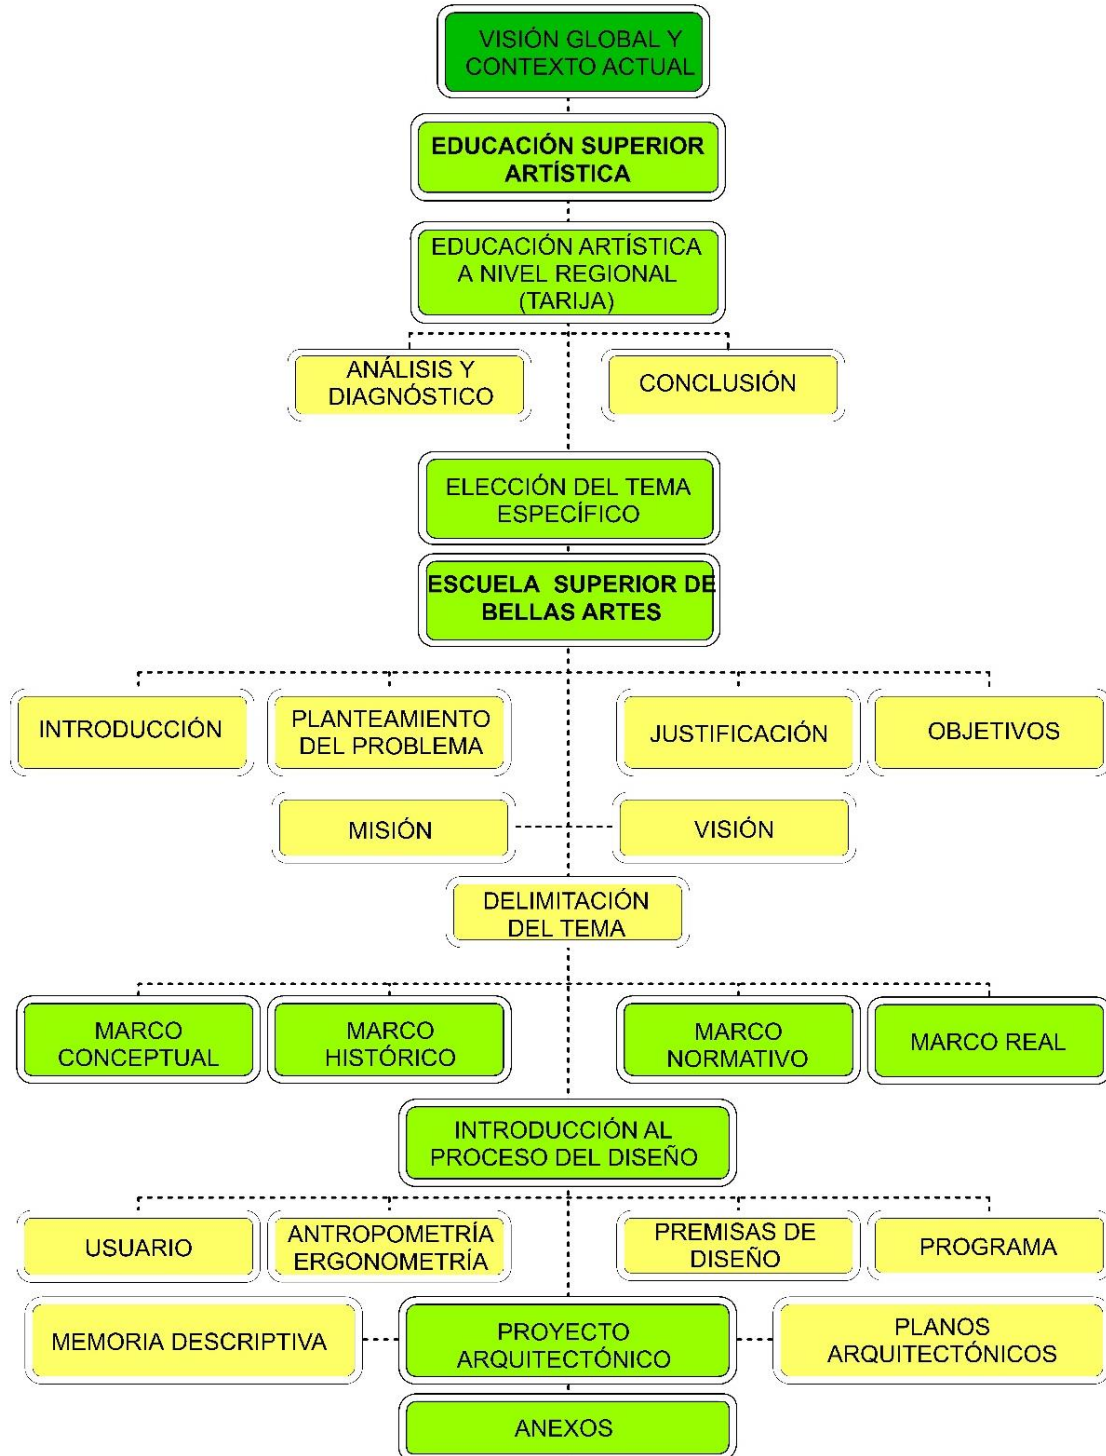 VISIÓN GLOBAL Y
CONTEXTO ACTUAL
EDUCACIÓN SUPERIOR
ARTÍSTICA
EDUCACIÓN ARTÍSTICA
A NIVEL REGIONAL
(TARIJA)
ANÁLISIS Y
DIAGNÓSTICO
CONCLUSIÓN
ELECCIÓN DEL TEMA
ESPECÍFICO
ESCUELA SUPERIOR DE
BELLAS ARTES
INTRODUCCIÓN
PLANTEAMIENTO
DEL PROBLEMA
JUSTIFICACIÓN
OBJETIVOS
MISIÓN
VISIÓN
DELIMITACIÓN
DEL TEMA
MARCO
CONCEPTUAL
MARCO
HISTÓRICO
MARCO
NORMATIVO
MARCO REAL
INTRODUCCIÓN AL
PROCESO DEL DISEÑO
USUARIO
ANTROPOMETRÍA
ERGONOMETRÍA
PREMISAS DE
DISEÑO
PROGRAMA
MEMORIA DESCRIPTIVA
PROYECTO
ARQUITECTÓNICO
PLANOS
ARQUITECTÓNICOS
ANEXOS